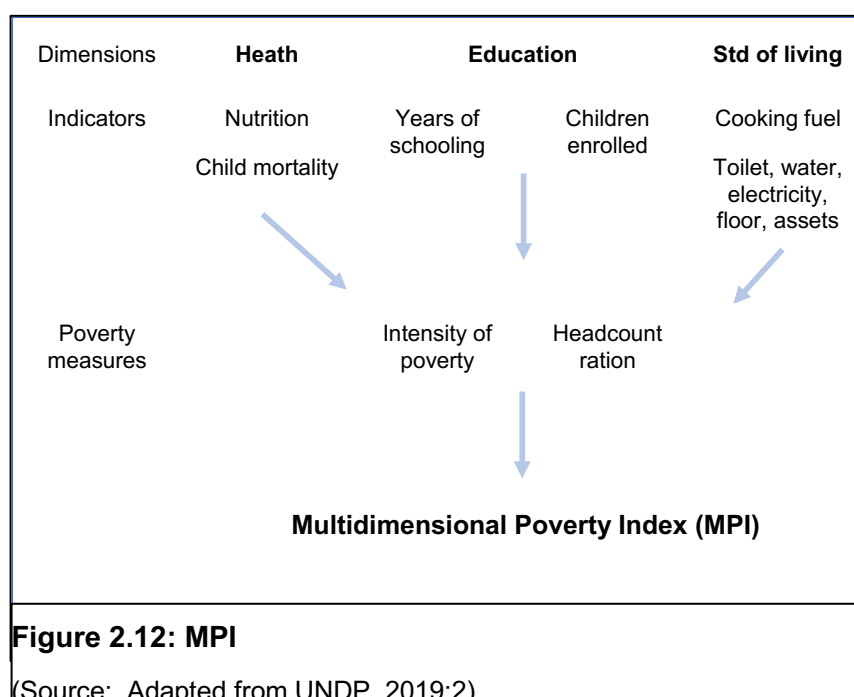 Dimensions Heath Education Std of living
Indicators Nutrition Years of Children Cooking fuel
schooling enrolled
Child mortality Toilet, water,
electricity,
floor, assets
Poverty Intensity of Headcount
measures poverty ration
Multidimensional Poverty Index (MPI)
Figure 2.12: MPI
(Source: Adapted from UNDP, 2019:2)